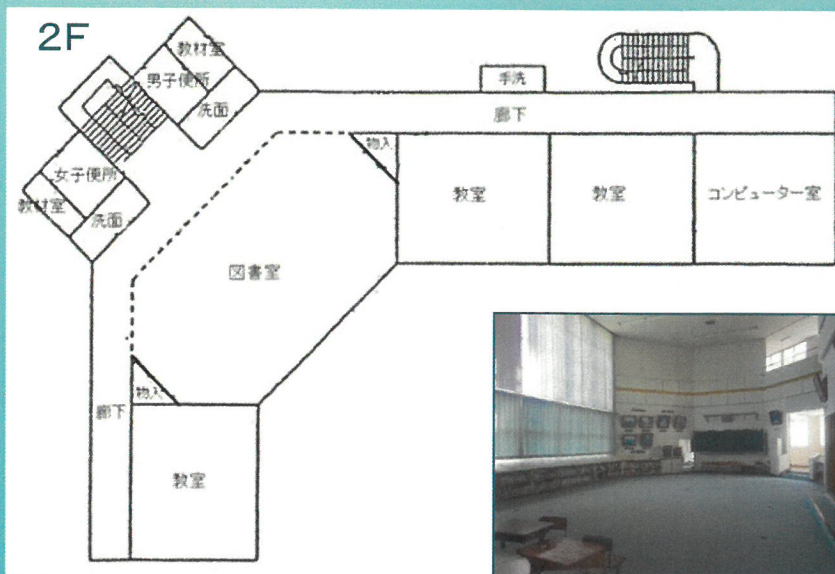 2F
教材室
男子便所
洗面
手洗
廊下
物入
女子便所
教材室
洗面
教室
教室
コンピューター室
図書室
物入
廊下
教室